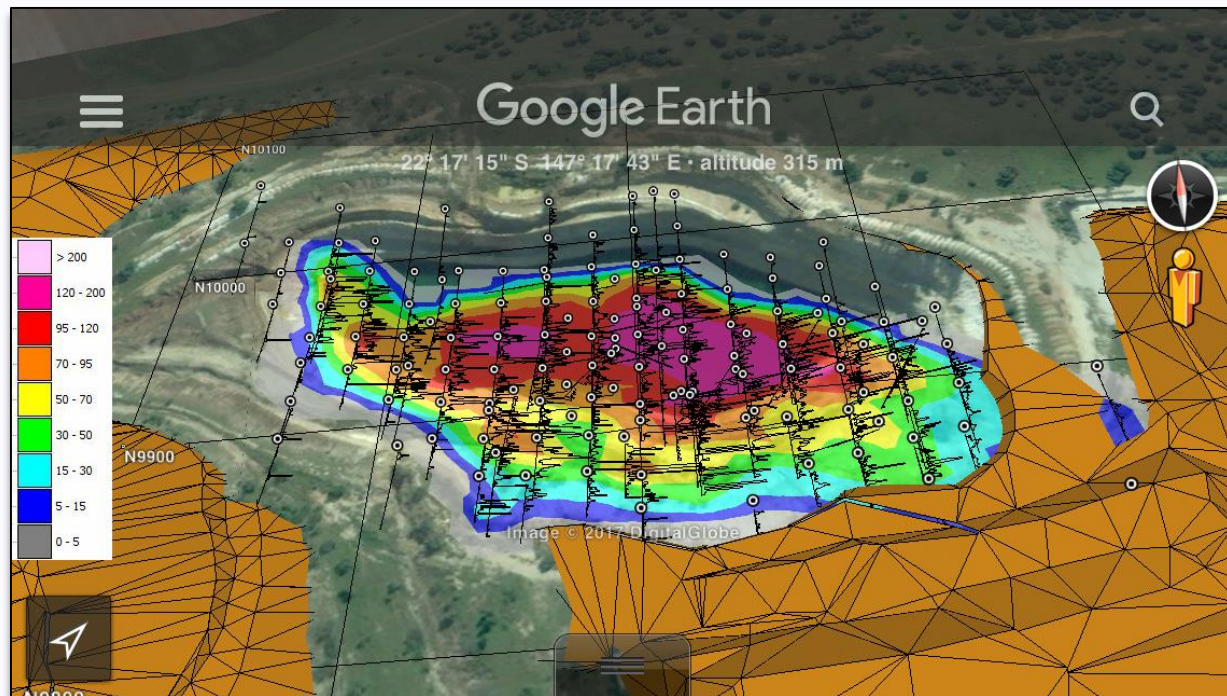 N10100
Google Earth
22° 17' 15" S 147° 17' 43" E · altitude 315 m
> 200
120 - 200
95 - 120
70 - 95
50 - 70
30 - 50
15 - 30
5 - 15
0 - 5
N10000
N9900
Image © 2017 DigitalGlobe